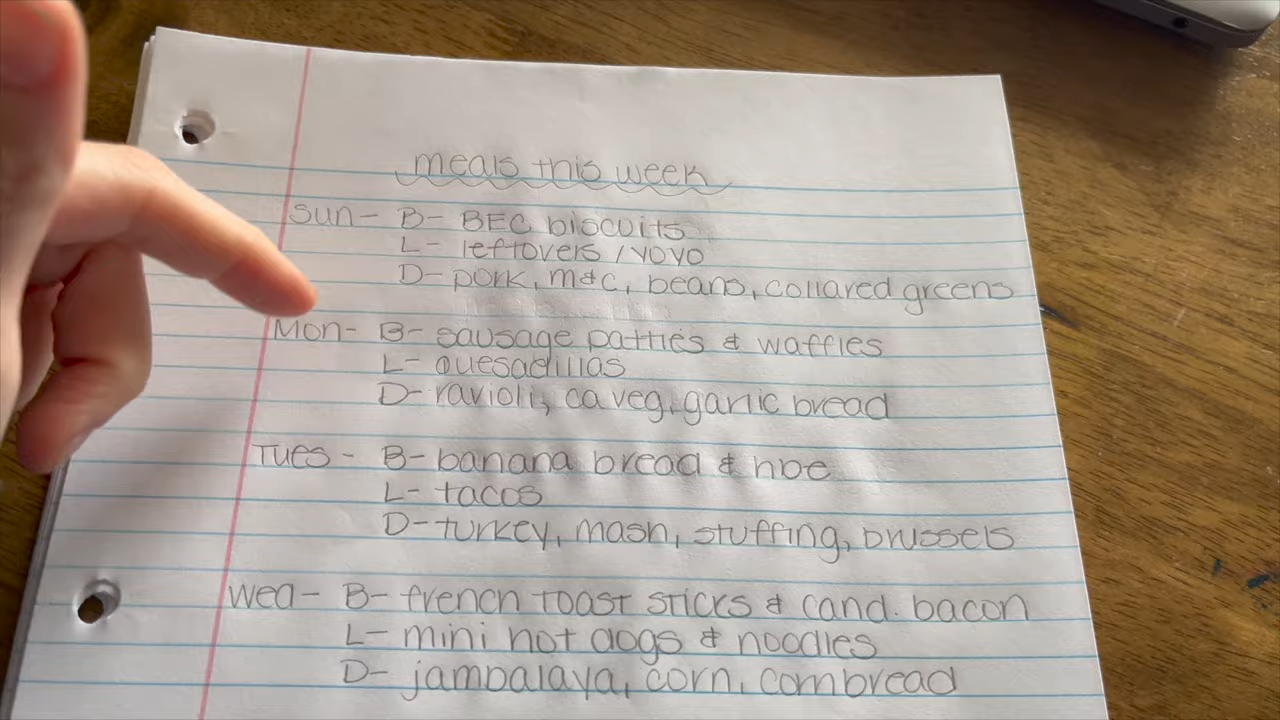 meals this week
Sun- B- BEC biscuits
L- leftovers / YOYO
D- pork, m&c, beans, collared greens
Mon- B- sausage patties & waffles
L- quesadillas
D- ravioli, ca veg, garlic bread
Tues - B- banana bread & hbe
L- tacos
D- turkey, mash, stuffing, brussels
Wed- B- french toast sticks & cand. bacon
L- mini hot dogs & noodles
D- jambalaya, corn, cornbread